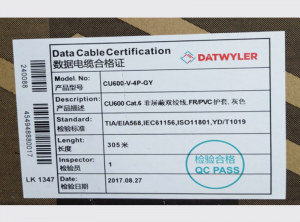 Data Cable Certification
数据电缆合格证
DATWYLER
Model No:
产品型号
CU600-V-4P-GY
Description:
产品描述
CU600 Cat.6 非屏蔽双绞线, FR/PVC 护套, 灰色
Standard:
检验标准
TIA/EIA568,IEC61156,ISO11801,YD/T1019
Lenght:
长度
305 米
Inspector:
检验员
1
Date:
检验日期
2017.08.27
检验合格
QC PASS
240088
454948880017
LK 1347